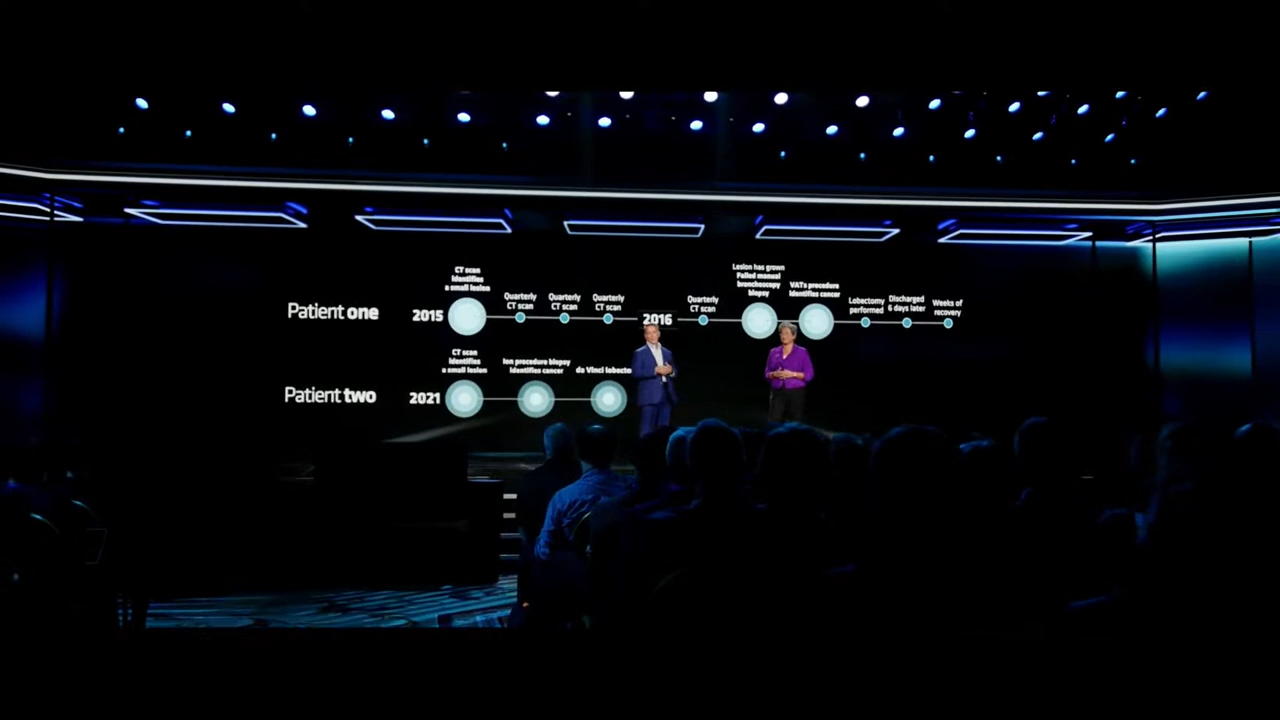 CT scan
identifies
a small lesion
Quarterly
CT scan
Quarterly
CT scan
Quarterly
CT scan
Quarterly
CT scan
Lesion has grown
Failed manual
bronchoscopy
biopsy
VATs procedure
identifies cancer
Lobectomy
performed
Discharged
6 days later
Weeks of
recovery
Patient one
2015
2016
CT scan
identifies
a small lesion
Ion procedure biopsy
identifies cancer
da Vinci lobecto
Patient two
2021